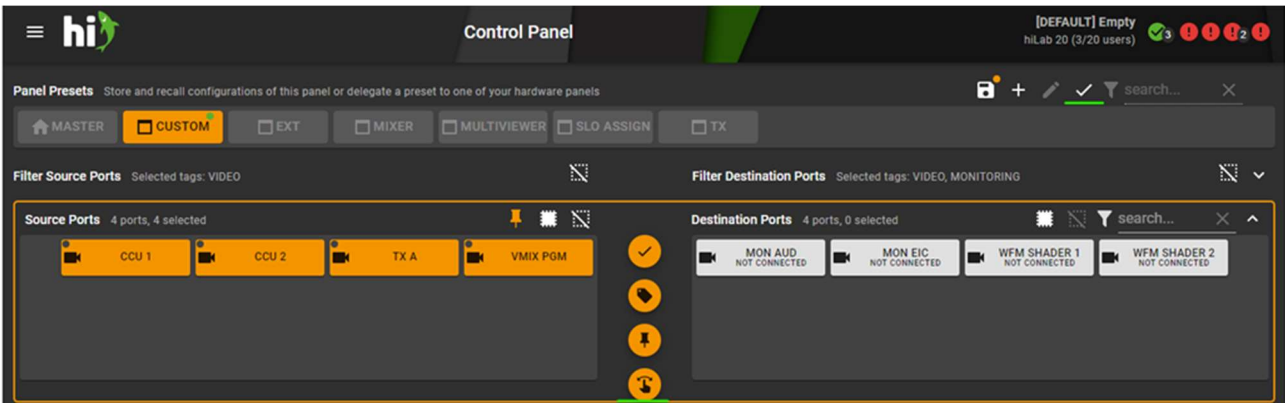 hi
Control Panel
[DEFAULT] Empty
hiLab 20 (3/20 users)
3
2
Panel Presets Store and recall configurations of this panel or delegate a preset to one of your hardware panels
search...
MASTER CUSTOM EXT MIXER MULTIVIEWER SLO ASSIGN TX
Filter Source Ports Selected tags: VIDEO
Filter Destination Ports Selected tags: VIDEO, MONITORING
Source Ports 4 ports, 4 selected
Destination Ports 4 ports, 0 selected
search...
CCU 1 CCU 2 TX A VMIX PGM
MON AUD MON EIC WFM SHADER 1 WFM SHADER 2
NOT CONNECTED NOT CONNECTED NOT CONNECTED NOT CONNECTED